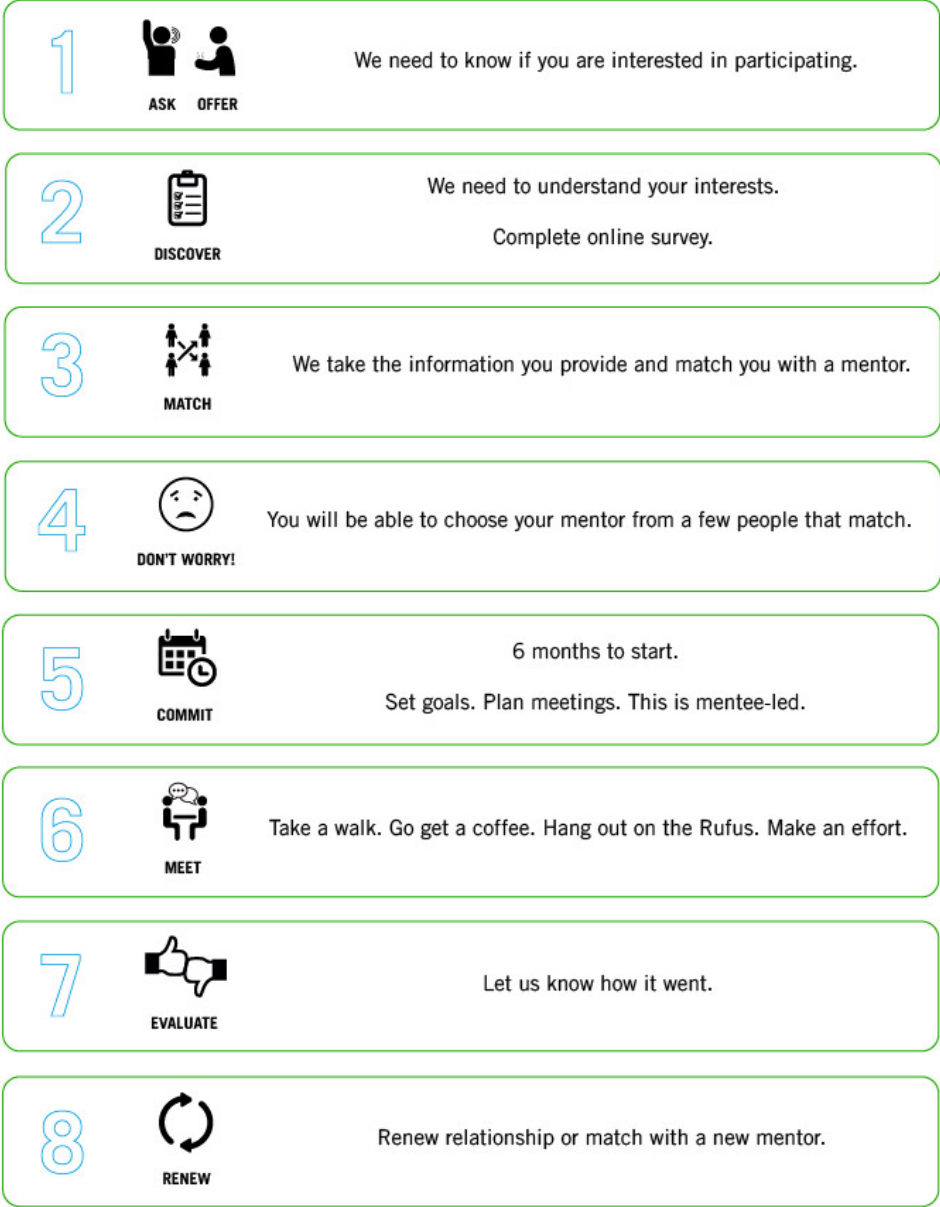 1
ASK OFFER
We need to know if you are interested in participating.
2
DISCOVER
We need to understand your interests.
Complete online survey.
3
MATCH
We take the information you provide and match you with a mentor.
4
DON'T WORRY!
You will be able to choose your mentor from a few people that match.
5
COMMIT
6 months to start.
Set goals. Plan meetings. This is mentee-led.
6
MEET
Take a walk. Go get a coffee. Hang out on the Rufus. Make an effort.
7
EVALUATE
Let us know how it went.
8
RENEW
Renew relationship or match with a new mentor.